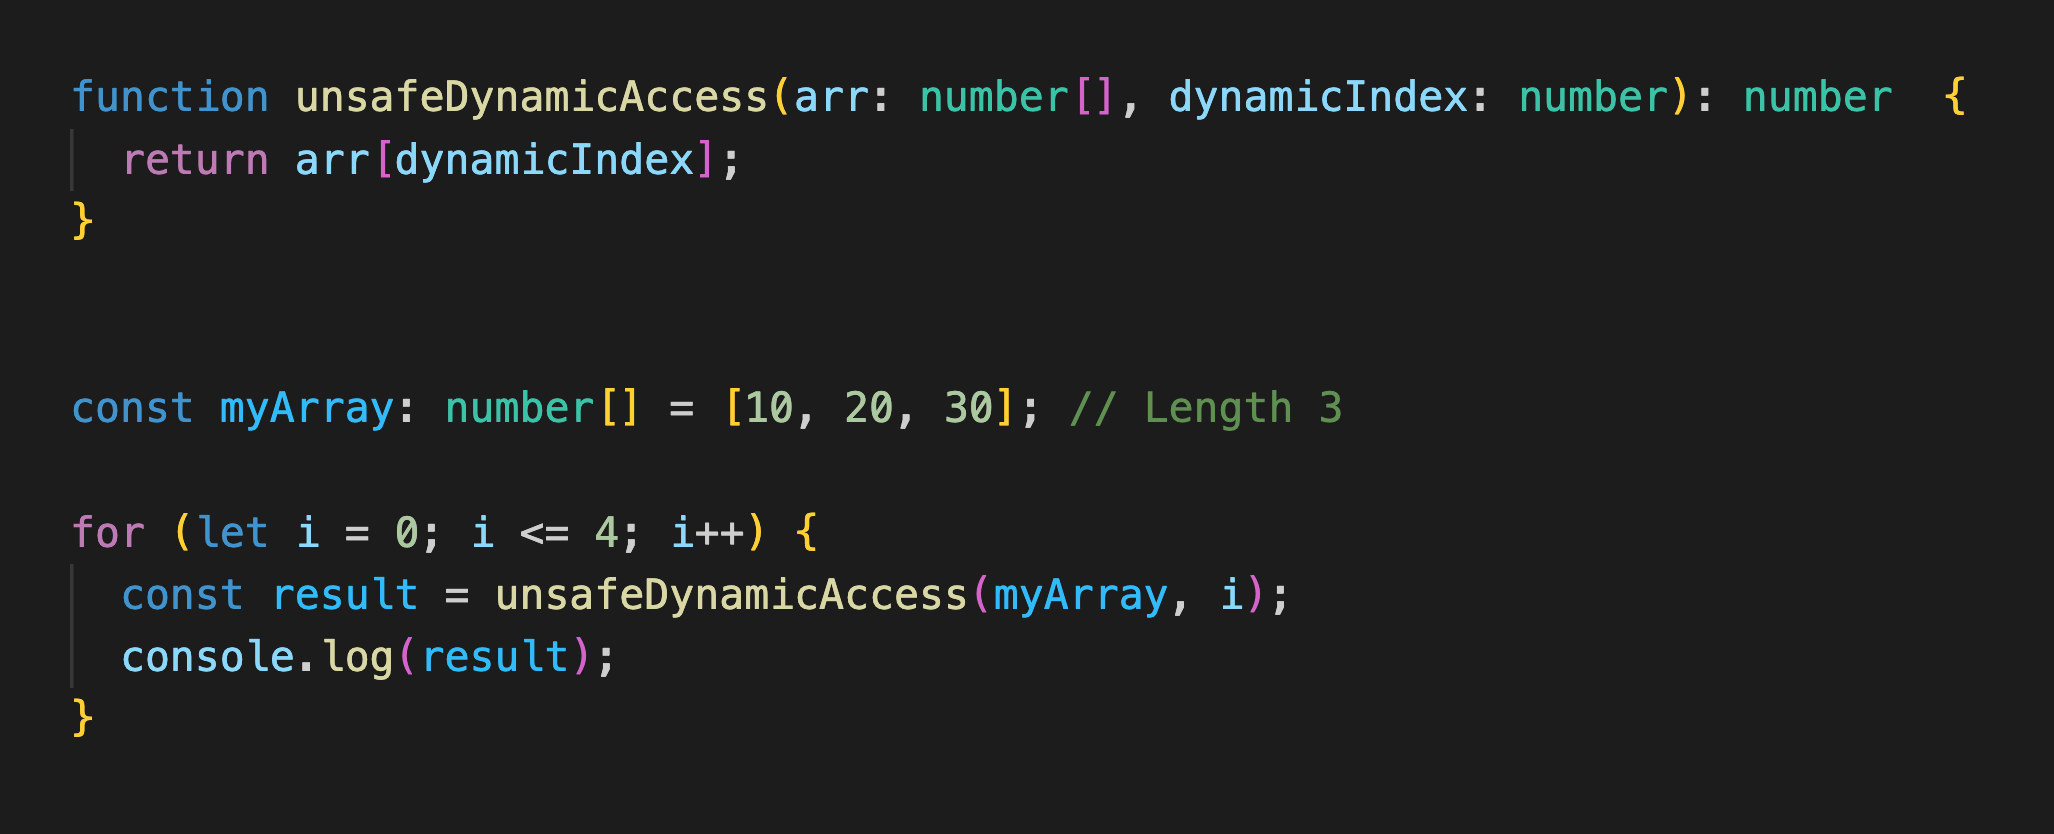 function unsafeDynamicAccess(arr: number[], dynamicIndex: number): number  {
  return arr[dynamicIndex];
}
const myArray: number[] = [10, 20, 30]; // Length 3
for (let i = 0; i <= 4; i++) {
  const result = unsafeDynamicAccess(myArray, i);
  console.log(result);
}